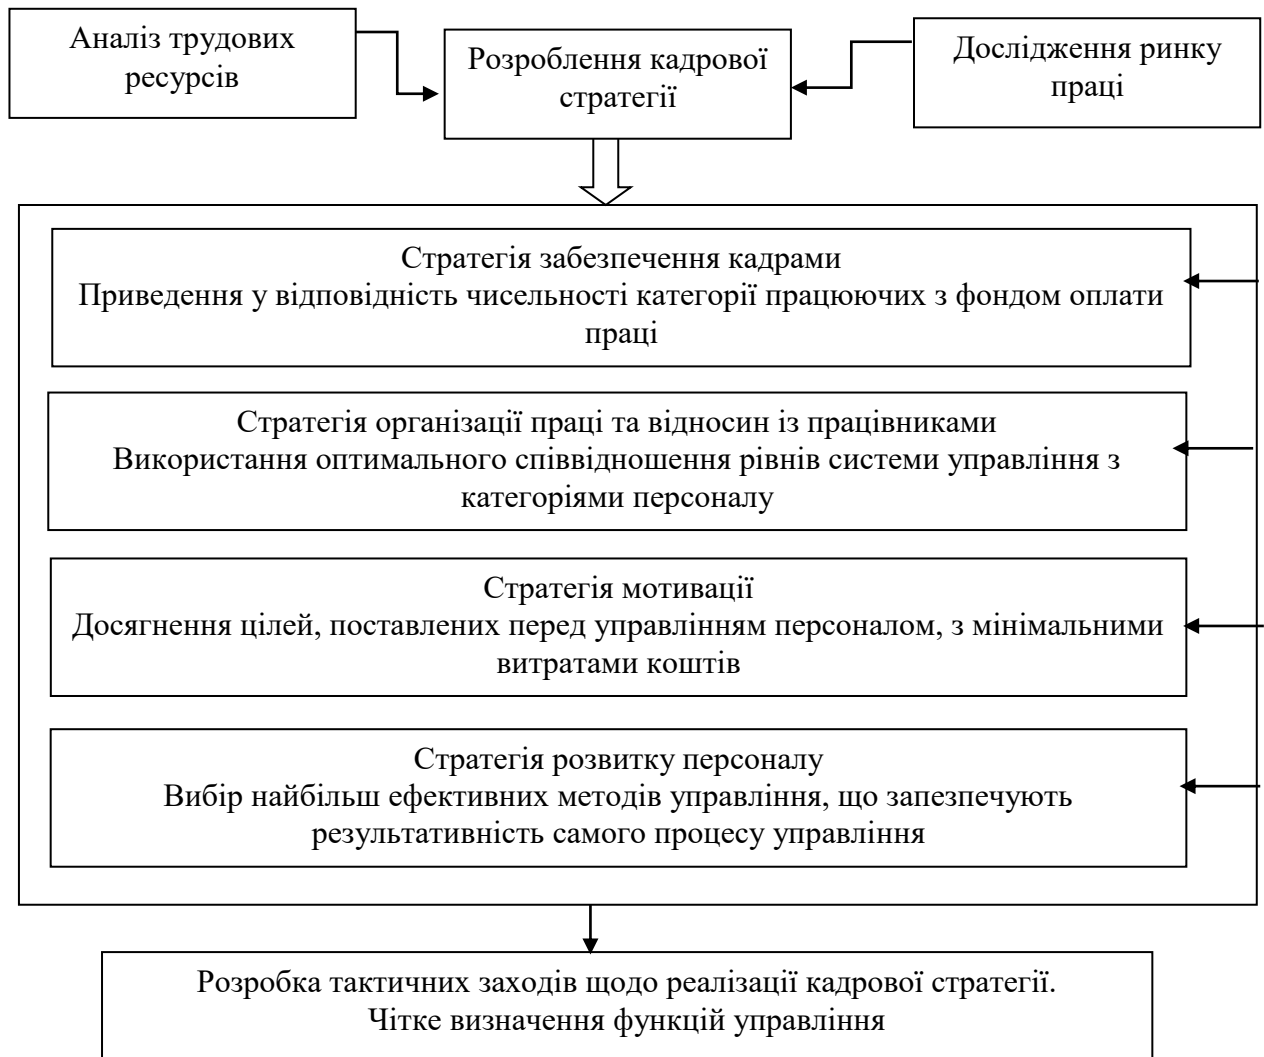 Аналіз трудових
ресурсів
Розроблення кадрової
стратегії
Дослідження ринку
праці
Стратегія забезпечення кадрами
Приведення у відповідність чисельності категорії працюючих з фондом оплати
праці
Стратегія організації праці та відносин із працівниками
Використання оптимального співвідношення рівнів системи управління з
категоріями персоналу
Стратегія мотивації
Досягнення цілей, поставлених перед управлінням персоналом, з мінімальними
витратами коштів
Стратегія розвитку персоналу
Вибір найбільш ефективних методів управління, що запезпечують
результативність самого процесу управління
Розробка тактичних заходів щодо реалізації кадрової стратегії.
Чітке визначення функцій управління